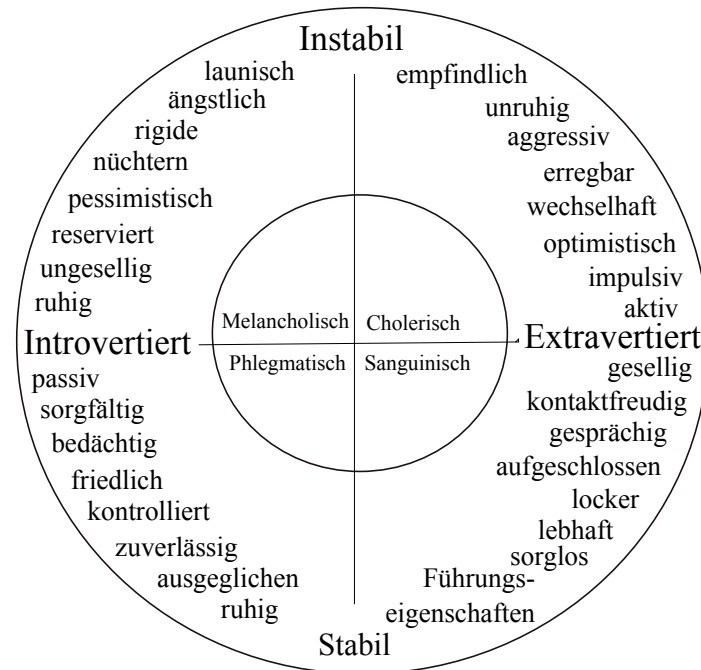 Instabil
launisch
ängstlich
rigide
nüchtern
pessimistisch
reserviert
ungesellig
ruhig
empfindlich
unruhig
aggressiv
erregbar
wechselhaft
optimistisch
impulsiv
aktiv
Melancholisch
Cholerisch
Introvertiert
Extravertiert
Phlegmatisch
Sanguinisch
passiv
sorgfältig
bedächtig
friedlich
kontrolliert
zuverlässig
ausgeglichen
ruhig
gesellig
kontaktfreudig
gesprächig
aufgeschlossen
locker
lebhaft
sorglos
Führungs-
eigenschaften
Stabil